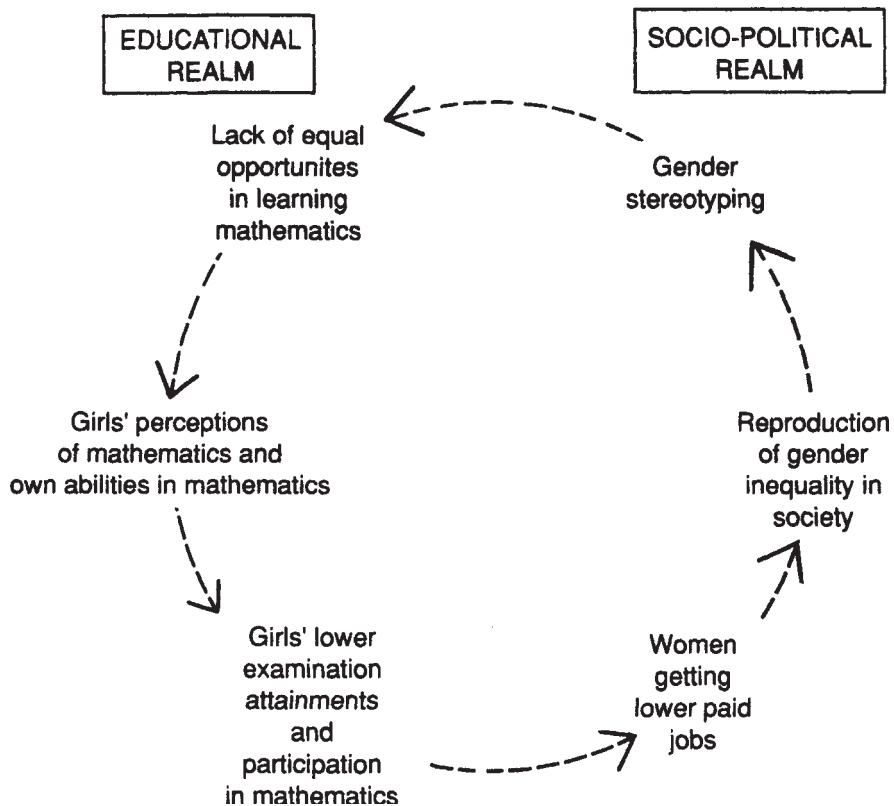 EDUCATIONAL
REALM
SOCIO-POLITICAL
REALM
Lack of equal
opportunites
in learning
mathematics
Gender
stereotyping
Girls' perceptions
of mathematics and
own abilities in mathematics
Reproduction
of gender
inequality in
society
Girls' lower
examination
attainments
and
participation
in mathematics
Women
getting
lower paid
jobs